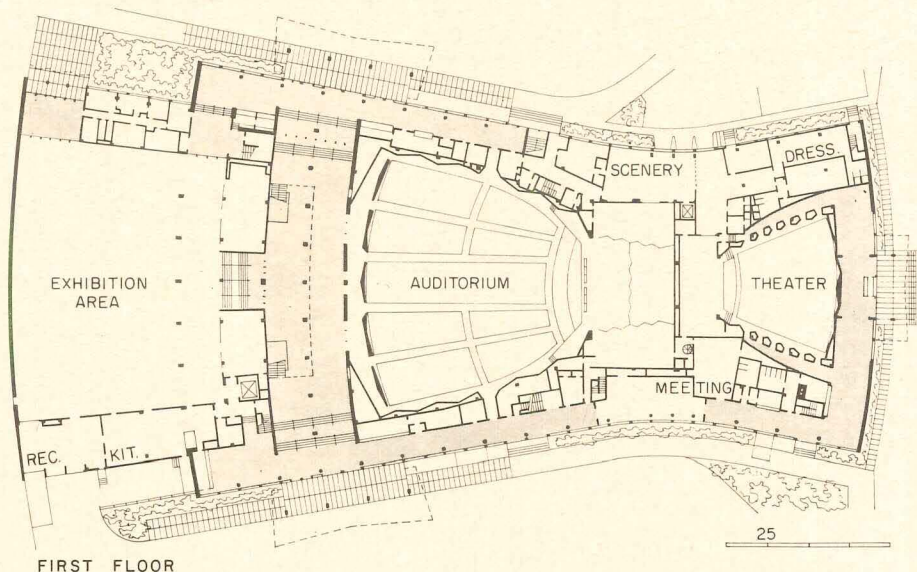 SCENERY
DRESS.
EXHIBITION
AREA
AUDITORIUM
THEATER
MEETING
REC.
KIT.
25
FIRST FLOOR